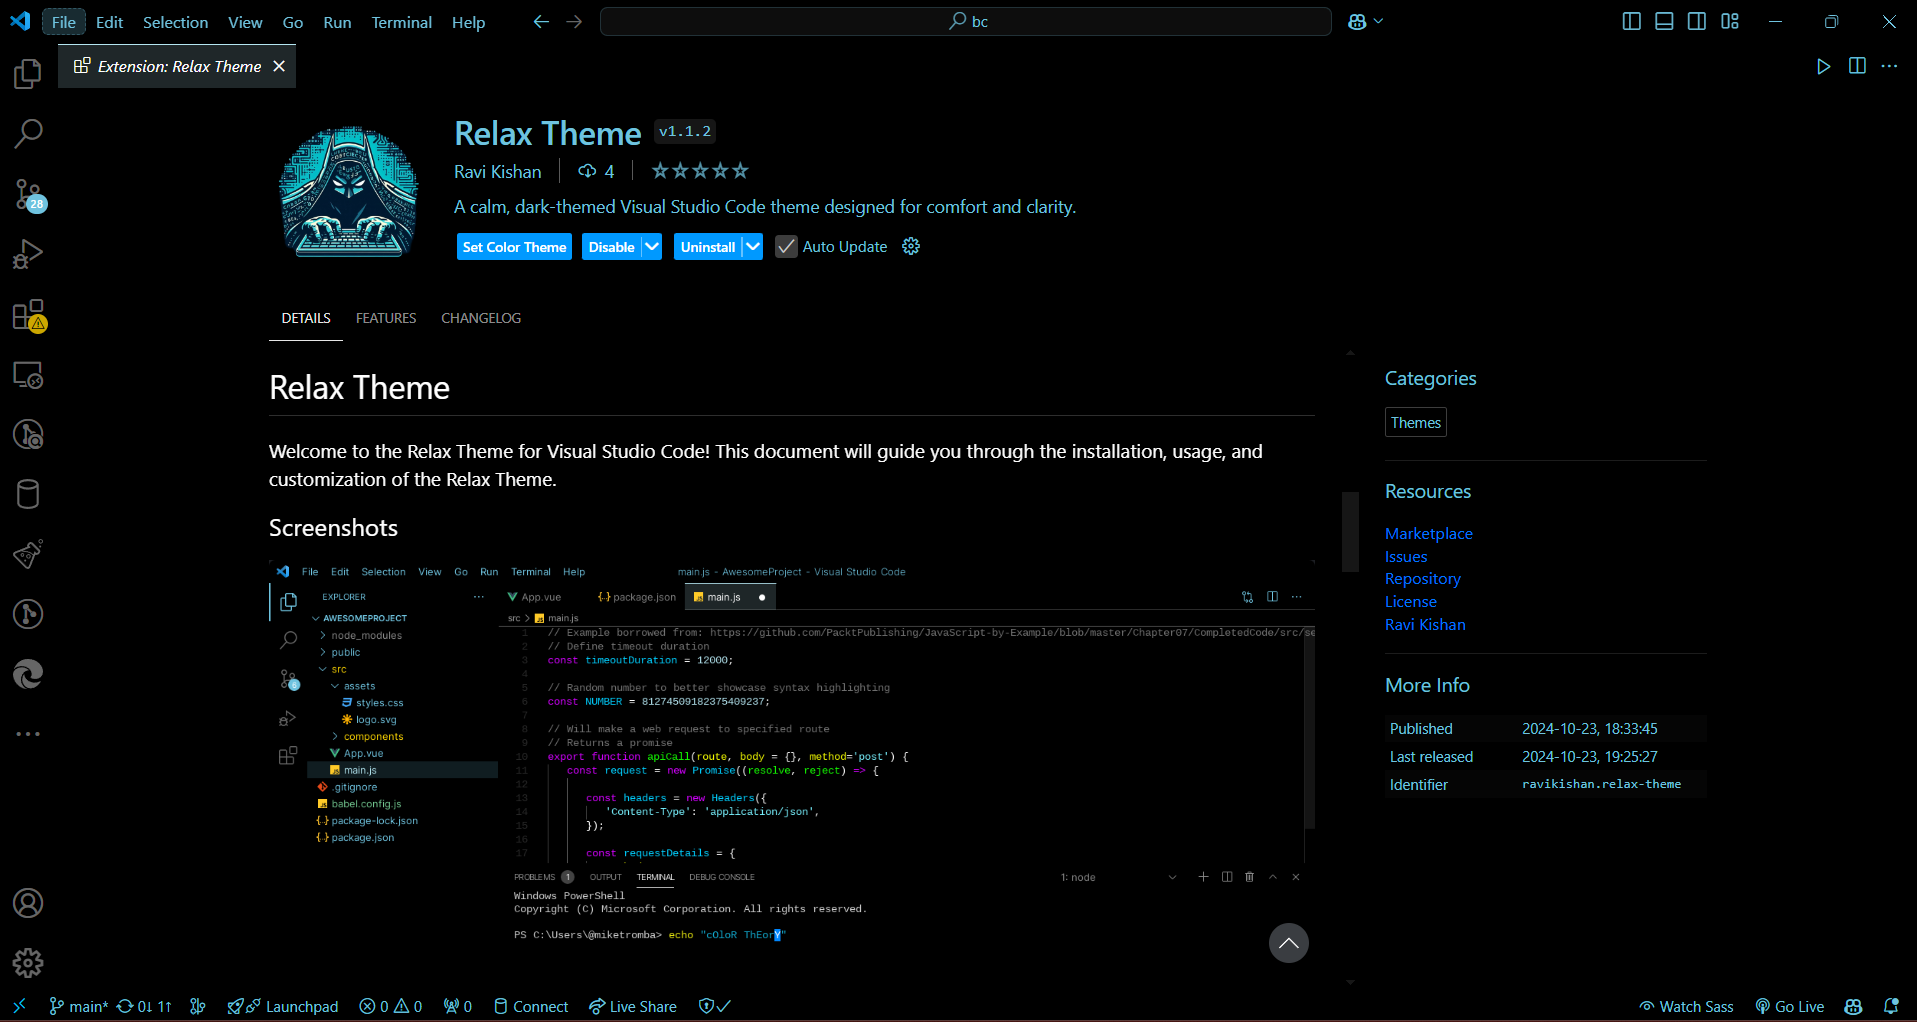 File Edit Selection View Go Run Terminal Help
bc
Extension: Relax Theme
Relax Theme v1.1.2
Ravi Kishan 4
A calm, dark-themed Visual Studio Code theme designed for comfort and clarity.
Set Color Theme Disable Uninstall Auto Update
28
DETAILS FEATURES CHANGELOG
Relax Theme
Welcome to the Relax Theme for Visual Studio Code! This document will guide you through the installation, usage, and
customization of the Relax Theme.
Screenshots
File Edit Selection View Go Run Terminal Help main.js - AwesomeProject - Visual Studio Code
EXPLORER
AWESOMEPROJECT
node_modules
public
src
assets
styles.css
logo.svg
components
App.vue
main.js
.gitignore
babel.config.js
package-lock.json
package.json
6
App.vue package.json main.js
src > main.js
1 // Example borrowed from: https://github.com/PacktPublishing/JavaScript-by-Example/blob/master/Chapter07/CompletedCode/src/se
2 // Define timeout duration
3 const timeoutDuration = 12000;
4
5 // Random number to better showcase syntax highlighting
6 const NUMBER = 81274509182375409237;
7
8 // Will make a web request to specified route
9 // Returns a promise
10 export function apiCall(route, body = {}, method='post') {
11 const request = new Promise((resolve, reject) => {
12
13 const headers = new Headers({
14 'Content-Type': 'application/json',
15 });
16
17 const requestDetails = {
PROBLEMS 1 OUTPUT TERMINAL DEBUG CONSOLE 1: node
Windows PowerShell
Copyright (C) Microsoft Corporation. All rights reserved.
PS C:\Users\@miketromba> echo "cOloR ThEorY"
Categories
Themes
Resources
Marketplace
Issues
Repository
License
Ravi Kishan
More Info
Published 2024-10-23, 18:33:45
Last released 2024-10-23, 19:25:27
Identifier ravikishan.relax-theme
main* 0↓ 1↑ Launchpad 0 0 0 Connect Live Share Watch Sass Go Live